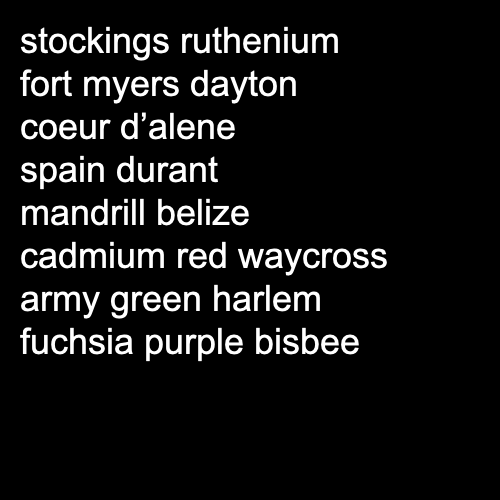 stockings ruthenium
fort myers dayton
coeur d’alene
spain durant
mandrill belize
cadmium red waycross
army green harlem
fuchsia purple bisbee